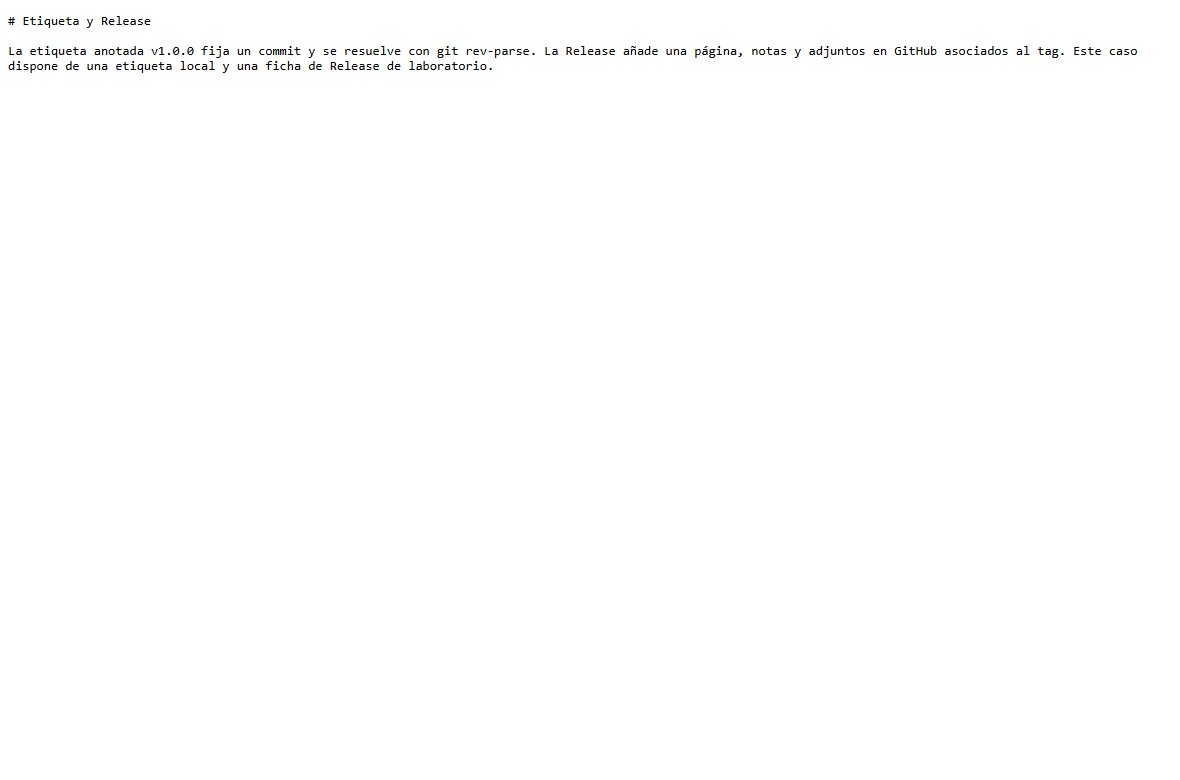 # Etiqueta y Release
La etiqueta anotada v1.0.0 fija un commit y se resuelve con git rev-parse. La Release añade una página, notas y adjuntos en GitHub asociados al tag. Este caso
dispone de una etiqueta local y una ficha de Release de laboratorio.